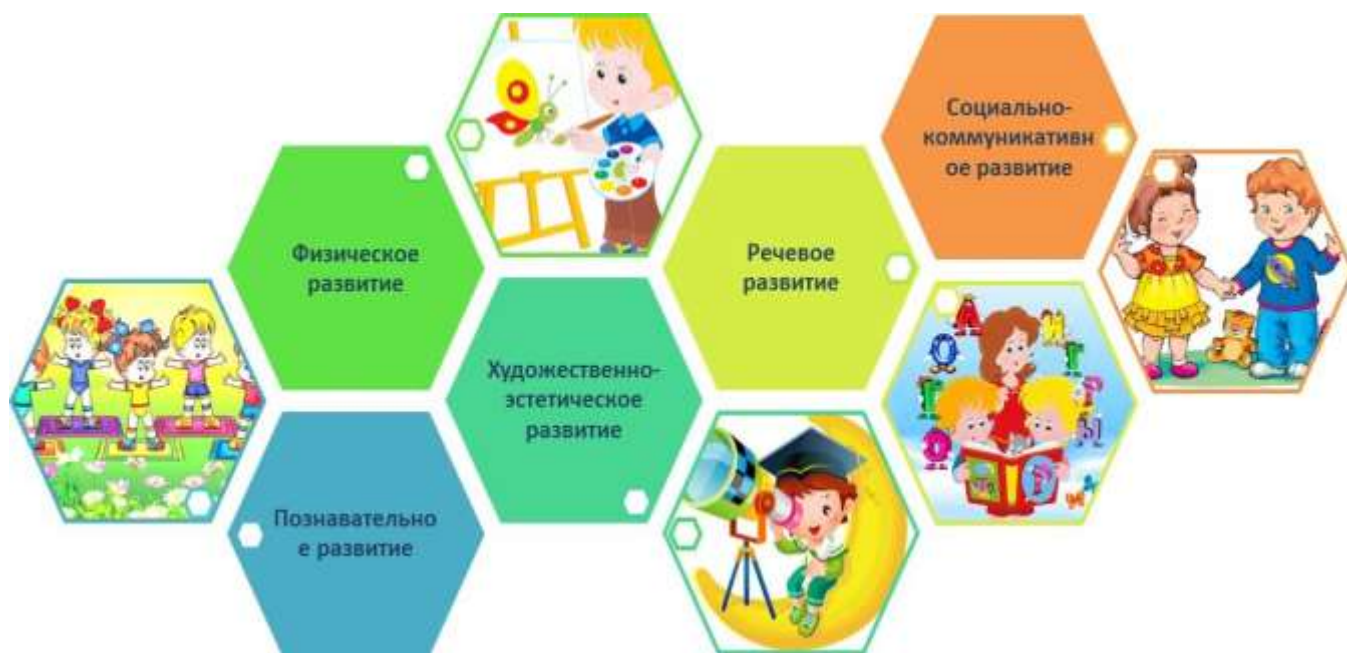 Социально-
коммуникативн
ое развитие
Физическое
развитие
Речевое
развитие
Художественно-
эстетическое
развитие
Познавательно
е развитие